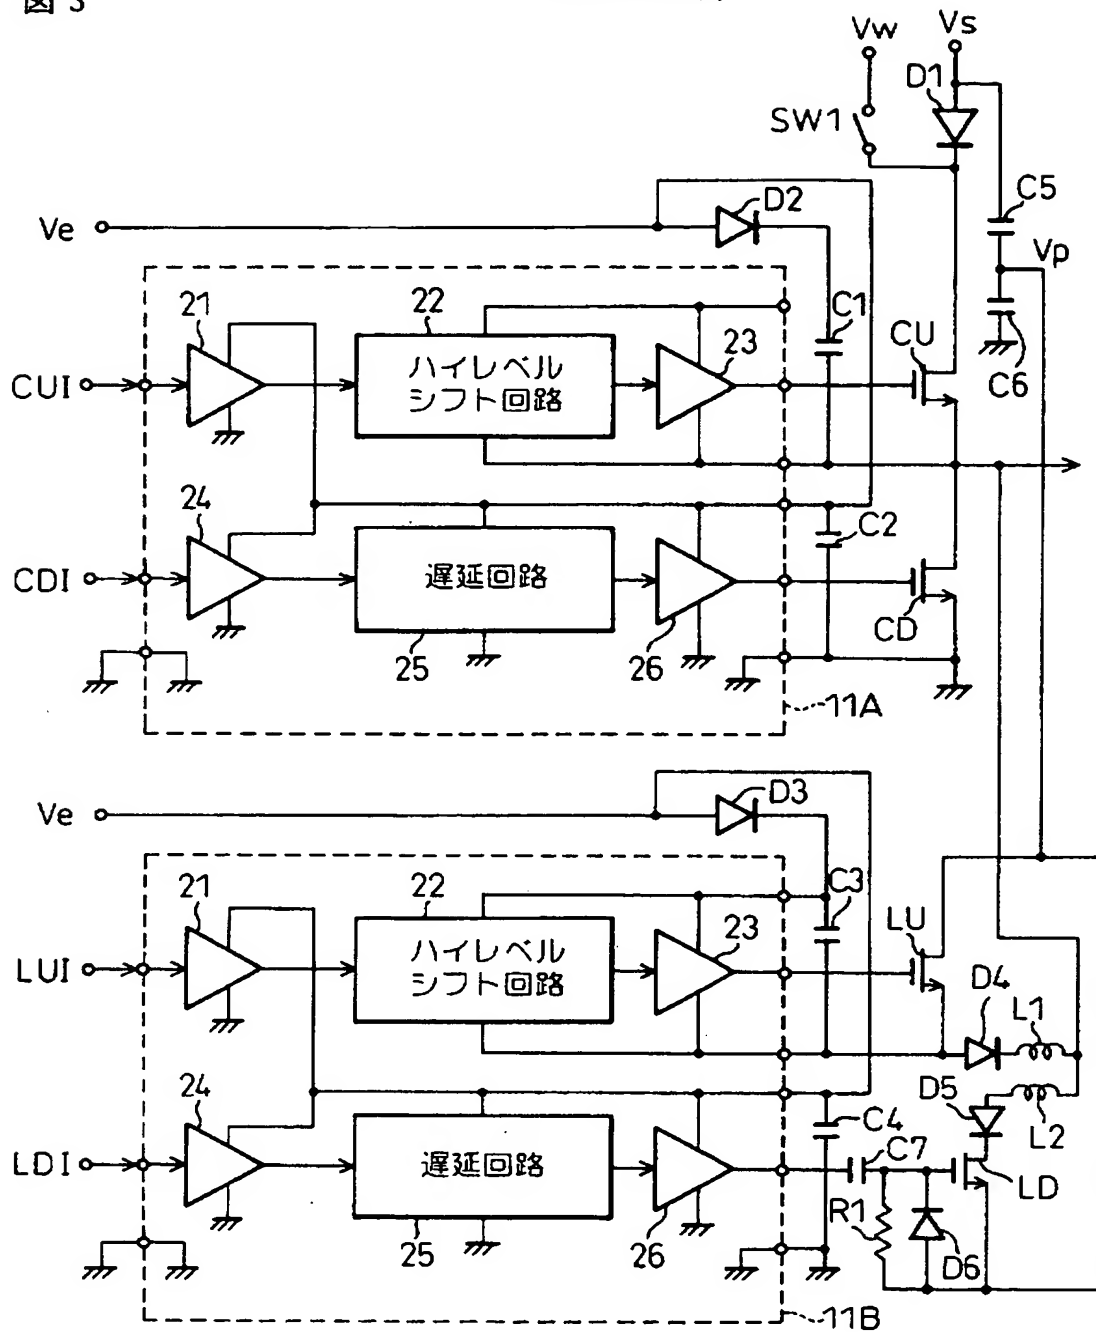 図 3
Vw
Vs
D1
SW1
C5
D2
Ve
Vp
21
22
C1
CU
23
CUI
ハイレベル
シフト回路
C6
24
C2
CDI
遅延回路
CD
25
26
11A
Ve
D3
21
22
C3
LU
23
LUI
ハイレベル
シフト回路
D4
L1
24
D5
C4
L2
C7
LDI
遅延回路
LD
R1
25
26
D6
11B